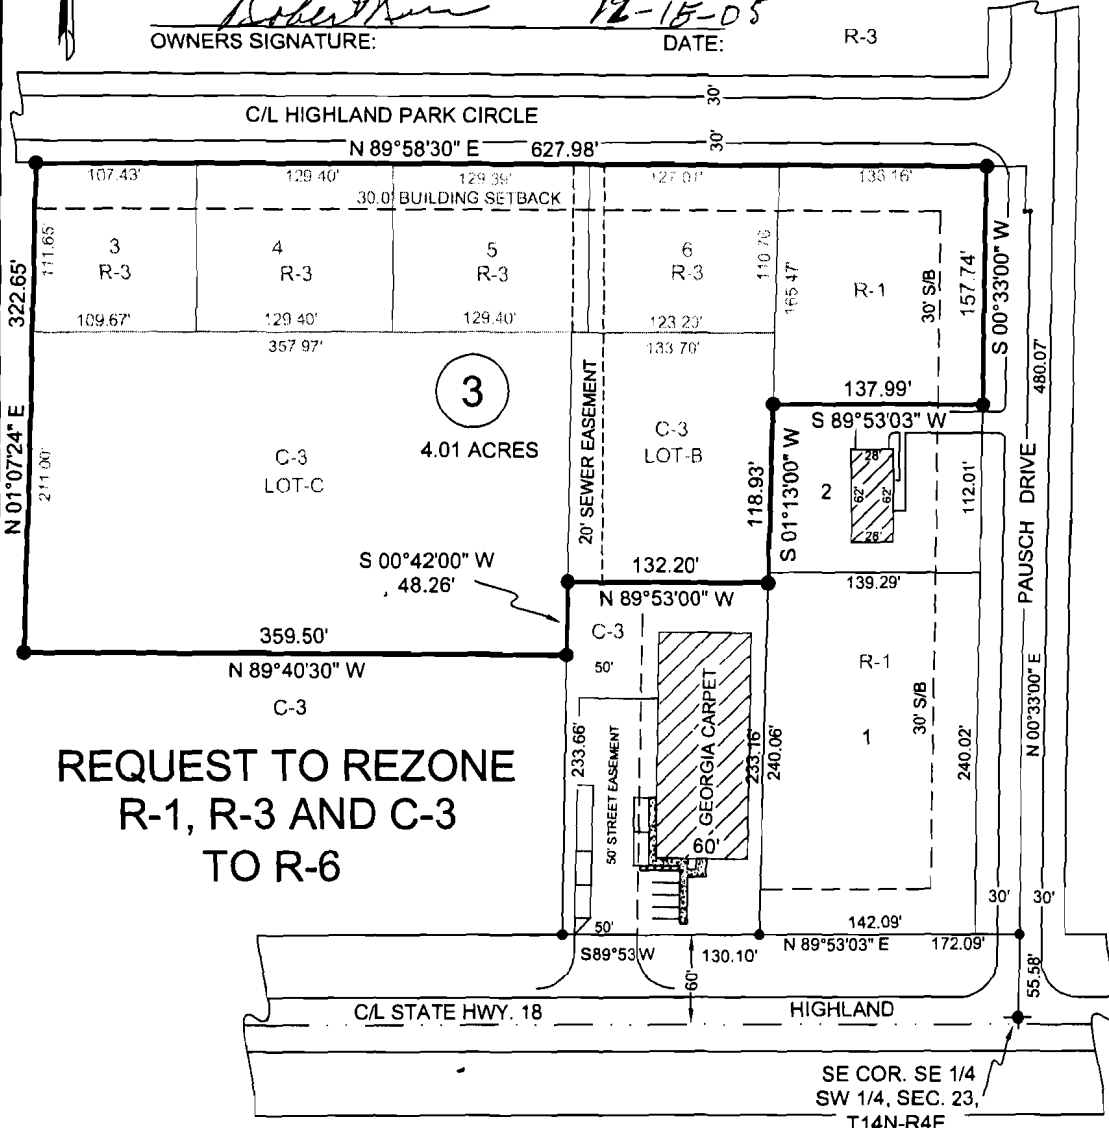 12-15-05
OWNERS SIGNATURE: DATE:
R-3
30'
C/L HIGHLAND PARK CIRCLE
30'
N 89°58'30" E 627.98'
107.43' 129.40' 129.39' 127.01' 136.16'
30.0' BUILDING SETBACK
322.65'
N 01°07'24" E
111.65'
3
R-3
4
R-3
5
R-3
6
R-3
110.70
165.47'
R-1
30' S/B
157.74'
S 00°33'00" W
109.67' 129.40' 129.40' 123.20'
357.97' 133.70'
480.07'
3
4.01 ACRES
20' SEWER EASEMENT
C-3
LOT-B
C-3
LOT-C
211.00'
137.99'
S 89°53'03" W
118.93'
S 01°13'00" W
28'
2
62' 62'
28'
112.01'
PAUSCH DRIVE
S 00°42'00" W
48.26'
132.20'
N 89°53'00" W
139.29'
359.50'
N 89°40'30" W
C-3
C-3
50'
R-1
30' S/B
1
N 00°33'00" E
REQUEST TO REZONE
R-1, R-3 AND C-3
TO R-6
233.66'
50' STREET EASEMENT
GEORGIA CARPET
60'
233.16'
240.06'
240.02'
30' 30'
50'
142.09'
S89°53 W 130.10' N 89°53'03" E 172.09'
60'
55.58'
C/L STATE HWY. 18 HIGHLAND
SE COR. SE 1/4
SW 1/4, SEC. 23,
T14N-R4E